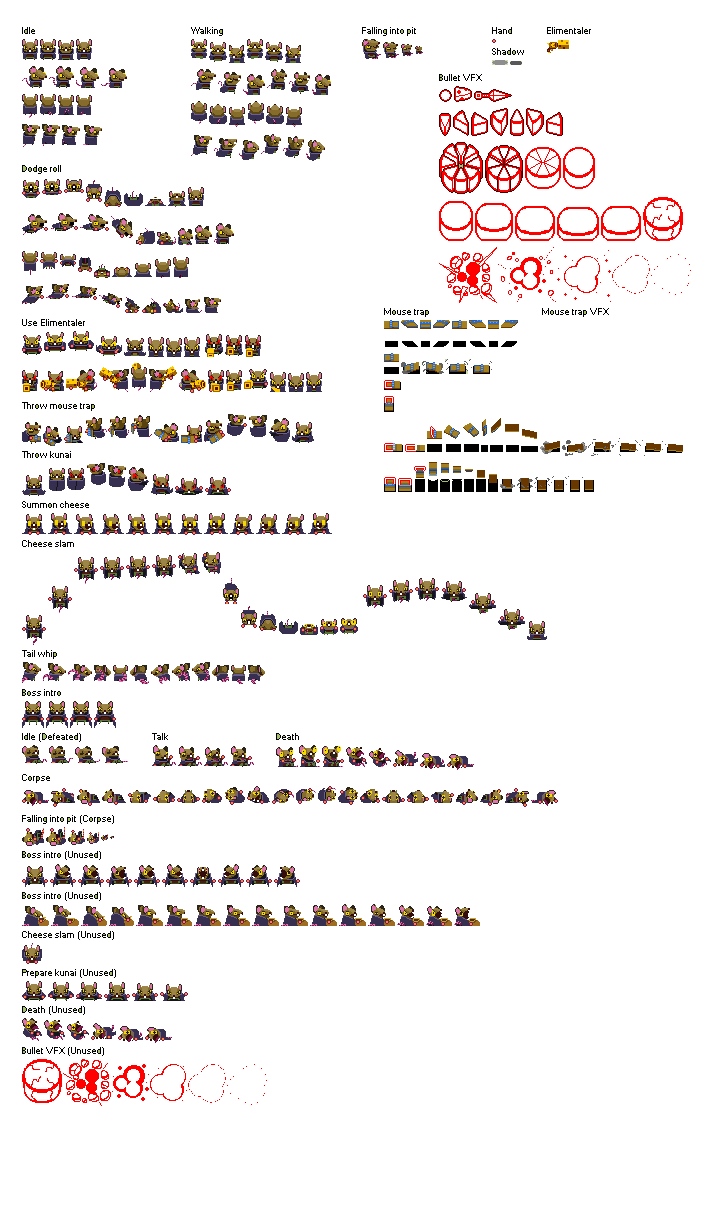 Idle
Walking
Falling into pit
Hand
Elimentaler
Shadow
Bullet VFX
Dodge roll
Mouse trap
Mouse trap VFX
Use Elimentaler
Throw mouse trap
Throw kunai
Summon cheese
Cheese slam
Tail whip
Boss intro
Idle (Defeated)
Talk
Death
Corpse
Falling into pit (Corpse)
Boss intro (Unused)
Boss intro (Unused)
Cheese slam (Unused)
Prepare kunai (Unused)
Death (Unused)
Bullet VFX (Unused)